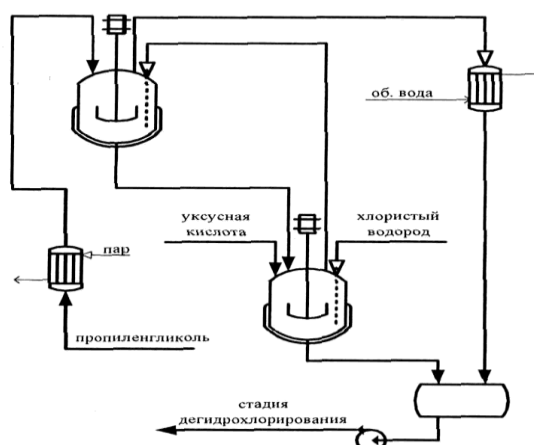 об. вода
уксусная
кислота
хлористый
водород
пар
пропиленгликоль
стадия
дегидрохлорирования